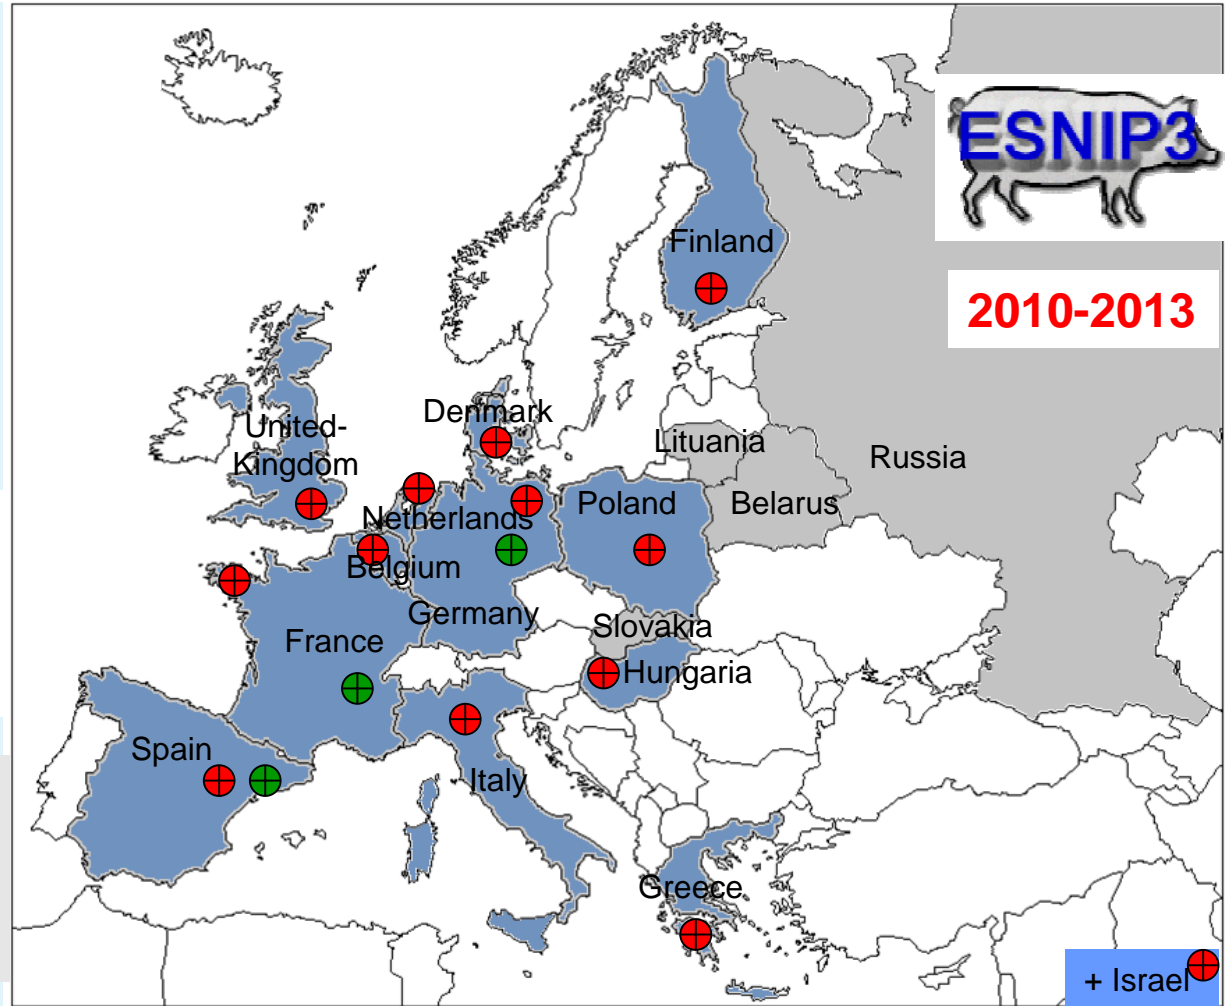 ESNIP3
Finland
2010-2013
Denmark
United-
Kingdom
Lituania
Russia
Netherlands
Poland
Belarus
Belgium
Germany
Slovakia
France
Hungaria
Spain
Italy
Greece
+ Israel